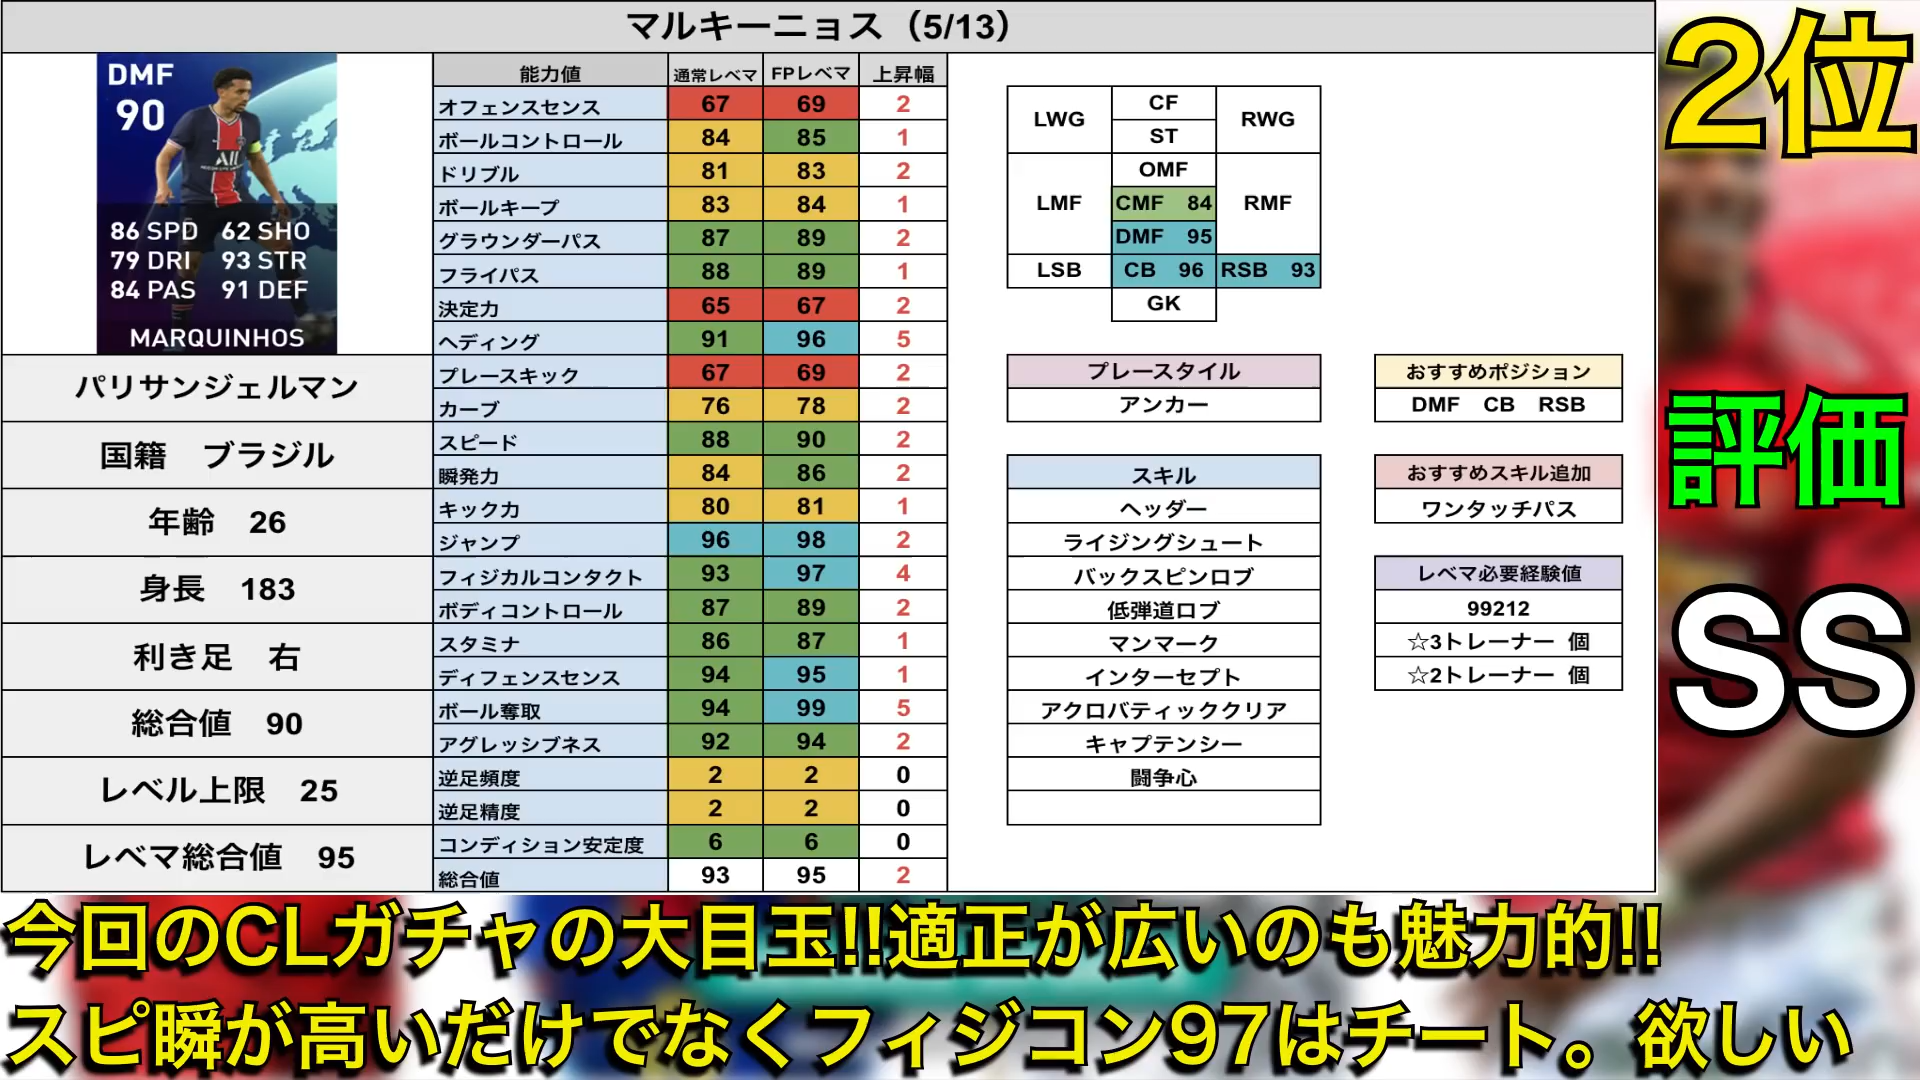 マルキーニョス（5/13）
DMF
90
AIL
86 SPD 62 SHO
79 DRI 93 STR
84 PAS 91 DEF
MARQUINHOS
パリサンジェルマン
国籍　ブラジル
年齢　26
身長　183
利き足　右
総合値　90
レベル上限　25
レベマ総合値　95
能力値 通常レベマ FPレベマ 上昇幅
オフェンスセンス 67 69 2
ボールコントロール 84 85 1
ドリブル 81 83 2
ボールキープ 83 84 1
グラウンダーパス 87 89 2
フライパス 88 89 1
決定力 65 67 2
ヘディング 91 96 5
プレースキック 67 69 2
カーブ 76 78 2
スピード 88 90 2
瞬発力 84 86 2
キック力 80 81 1
ジャンプ 96 98 2
フィジカルコンタクト 93 97 4
ボディコントロール 87 89 2
スタミナ 86 87 1
ディフェンスセンス 94 95 1
ボール奪取 94 99 5
アグレッシブネス 92 94 2
逆足頻度 2 2 0
逆足精度 2 2 0
コンディション安定度 6 6 0
総合値 93 95 2
LWG CF RWG
ST
OMF
LMF CMF 84 RMF
DMF 95
LSB CB 96 RSB 93
GK
プレースタイル
アンカー
スキル
ヘッダー
ライジングシュート
バックスピンロブ
低弾道ロブ
マンマーク
インターセプト
アクロバティッククリア
キャプテンシー
闘争心
おすすめポジション
DMF　CB　RSB
おすすめスキル追加
ワンタッチパス
レベマ必要経験値
99212
☆3トレーナー 個
☆2トレーナー 個
2位
評価
SS
今回のCLガチャの大目玉!!適正が広いのも魅力的!!
スピ瞬が高いだけでなくフィジコン97はチート。欲しい